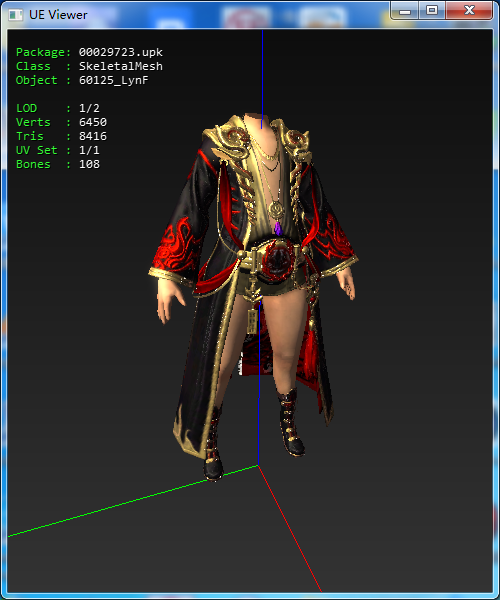 UE Viewer
Package: 00029723.upk
Class : SkeletalMesh
Object : 60125_LynF
LOD : 1/2
Verts : 6450
Tris : 8416
UV Set : 1/1
Bones : 108